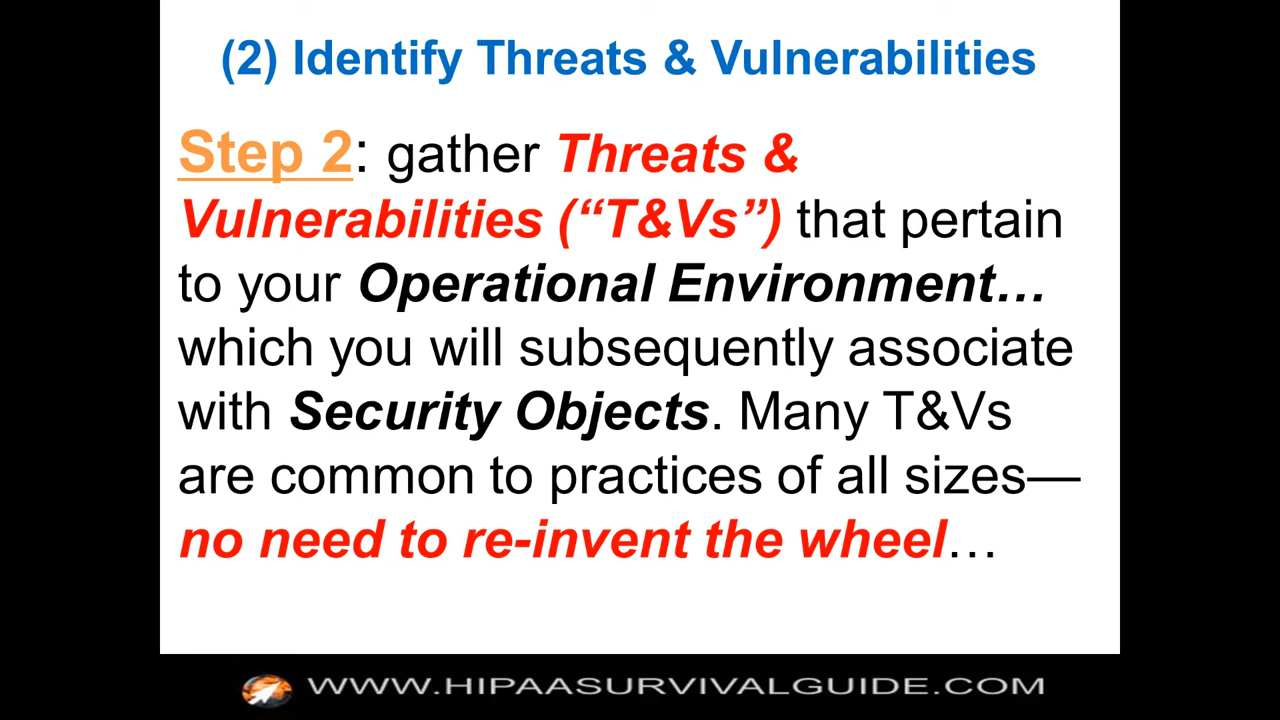 (2) Identify Threats & Vulnerabilities
Step 2: gather Threats &
Vulnerabilities (“T&Vs”) that pertain
to your Operational Environment…
which you will subsequently associate
with Security Objects. Many T&Vs
are common to practices of all sizes—
no need to re-invent the wheel…
WWW.HIPAASURVIVALGUIDE.COM